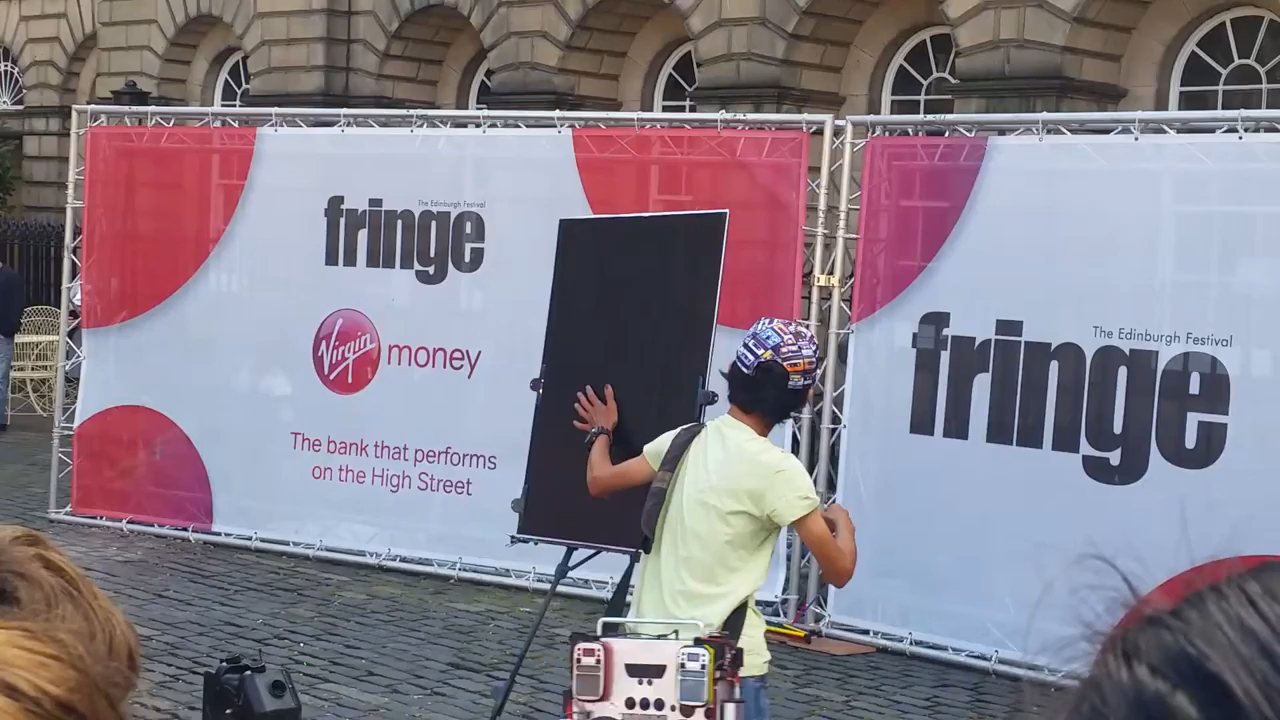 The Edinburgh Festival
fringe
Virgin money
The bank that performs
on the High Street
The Edinburgh Festival
fringe